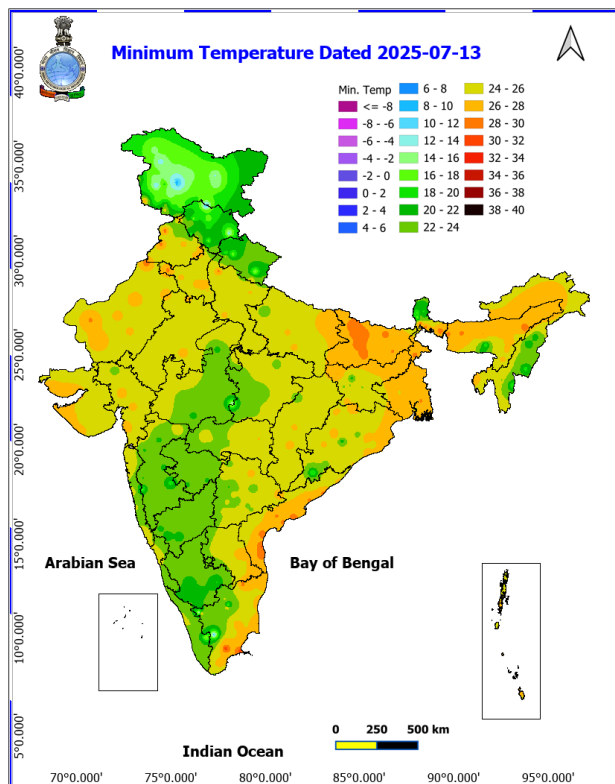 Minimum Temperature Dated 2025-07-13
Min. Temp
<= -8
-8 - -6
-6 - -4
-4 - -2
-2 - 0
0 - 2
2 - 4
4 - 6
6 - 8
8 - 10
10 - 12
12 - 14
14 - 16
16 - 18
18 - 20
20 - 22
22 - 24
24 - 26
26 - 28
28 - 30
30 - 32
32 - 34
34 - 36
36 - 38
38 - 40
40°0.000'
35°0.000'
30°0.000'
25°0.000'
20°0.000'
15°0.000'
10°0.000'
5°0.000'
Arabian Sea
Bay of Bengal
Indian Ocean
0 250 500 km
70°0.000' 75°0.000' 80°0.000' 85°0.000' 90°0.000' 95°0.000'